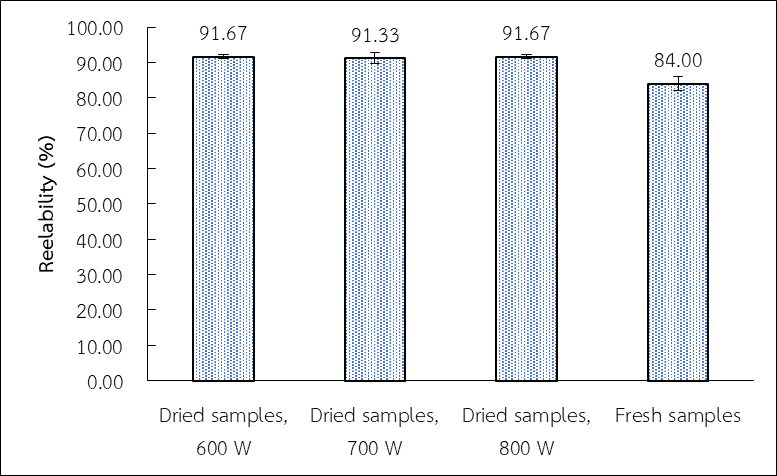 Reelability (%)
100.00
90.00
80.00
70.00
60.00
50.00
40.00
30.00
20.00
10.00
0.00
91.67
91.33
91.67
84.00
Dried samples,
600 W
Dried samples,
700 W
Dried samples,
800 W
Fresh samples